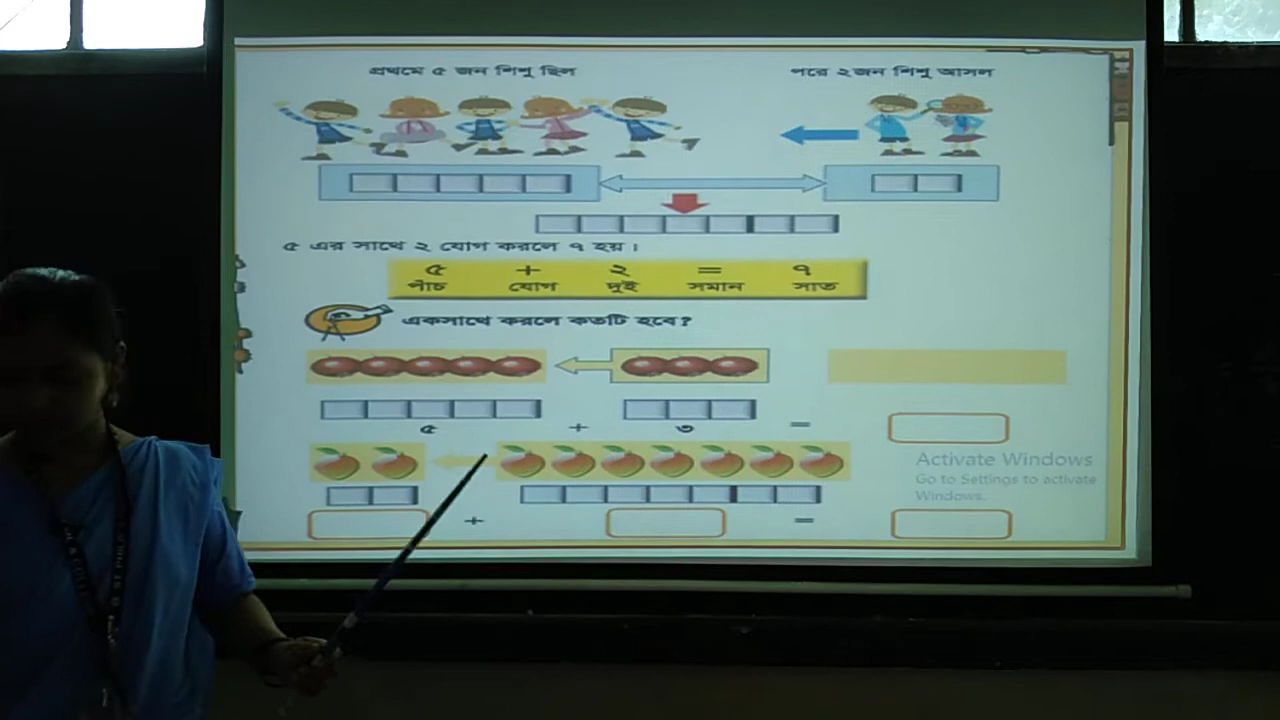 প্রথমে ৫ জন শিশু ছিল
পরে ২জন শিশু আসল
৫ এর সাথে ২ যোগ করলে ৭ হয়।
৫ + ২ = ৭
পাঁচ যোগ দুই সমান সাত
একসাথে করলে কতটি হবে?
৫ + ৩ =
Activate Windows
Go to Settings to activate
Windows.
+ =